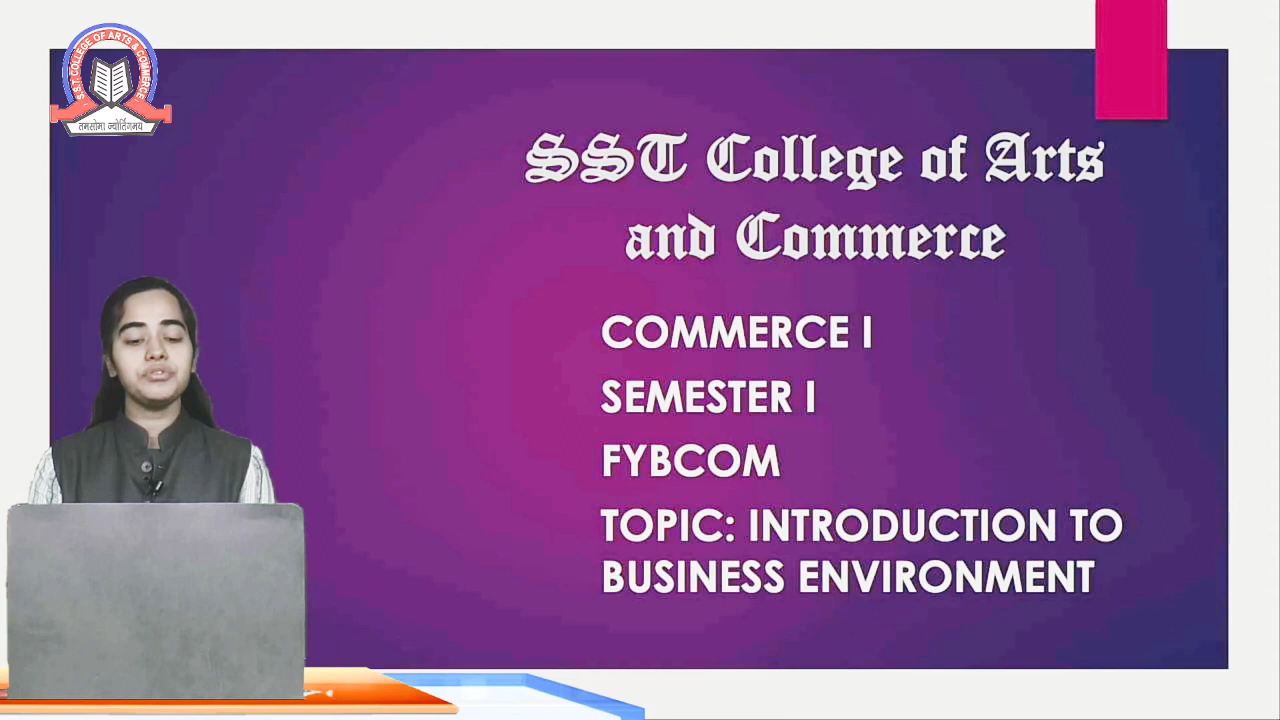 S.S.T. COLLEGE OF ARTS & COMMERCE
तमसोमा ज्योर्तिगमय
SST College of Arts
and Commerce
COMMERCE I
SEMESTER I
FYBCOM
TOPIC: INTRODUCTION TO
BUSINESS ENVIRONMENT